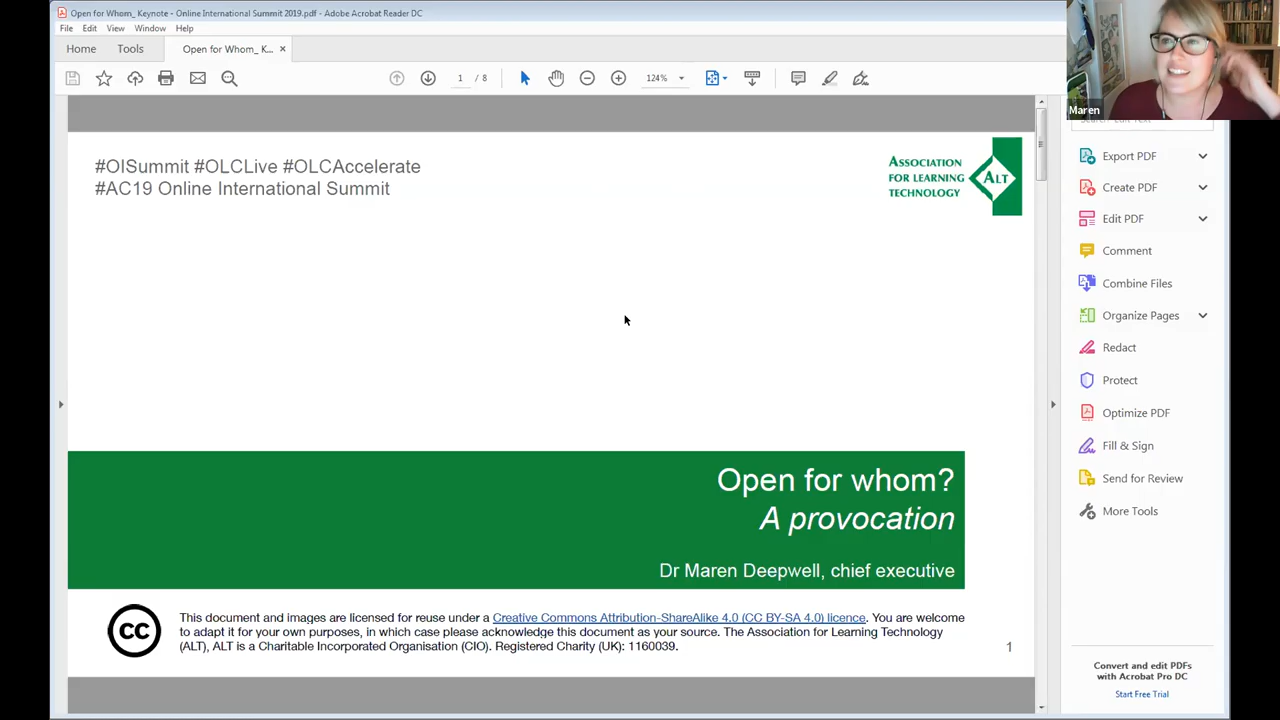 Open for Whom_ Keynote - Online International Summit 2019.pdf - Adobe Acrobat Reader DC
File Edit View Window Help
Home Tools Open for Whom_ K... ×
1 / 8 124%
Maren
#OISummit #OLCLive #OLCAccelerate
#AC19 Online International Summit
ASSOCIATION
FOR LEARNING
TECHNOLOGY
ALT
Open for whom?
A provocation
Dr Maren Deepwell, chief executive
cc
This document and images are licensed for reuse under a Creative Commons Attribution-ShareAlike 4.0 (CC BY-SA 4.0) licence. You are welcome
to adapt it for your own purposes, in which case please acknowledge this document as your source. The Association for Learning Technology
(ALT), ALT is a Charitable Incorporated Organisation (CIO). Registered Charity (UK): 1160039.
1
Export PDF
Create PDF
Edit PDF
Comment
Combine Files
Organize Pages
Redact
Protect
Optimize PDF
Fill & Sign
Send for Review
More Tools
Convert and edit PDFs
with Acrobat Pro DC
Start Free Trial